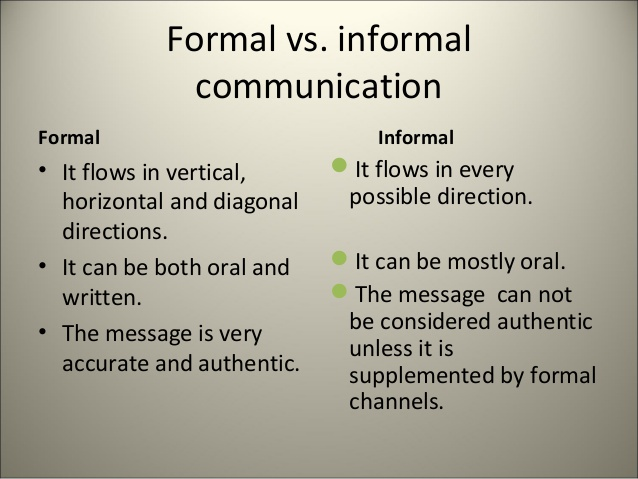 Formal vs. informal
communication
Formal
• It flows in vertical,
horizontal and diagonal
directions.
• It can be both oral and
written.
• The message is very
accurate and authentic.
Informal
It flows in every
possible direction.
It can be mostly oral.
The message can not
be considered authentic
unless it is
supplemented by formal
channels.